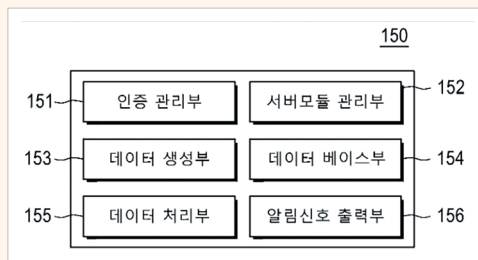 150
151 인증 관리부 서버모듈 관리부 152
153 데이터 생성부 데이터 베이스부 154
155 데이터 처리부 알림신호 출력부 156